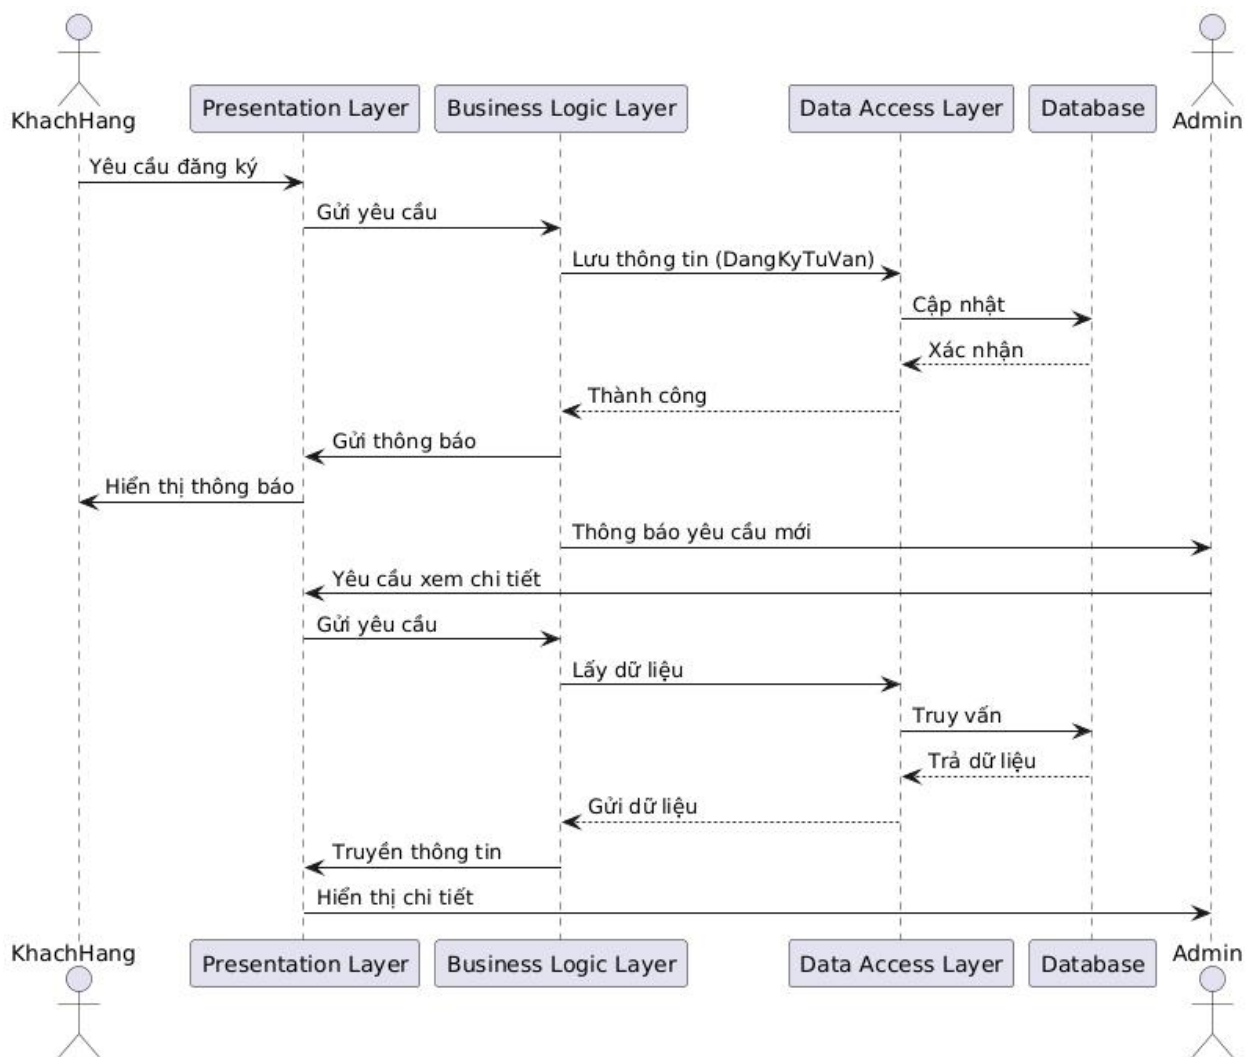 KhachHang
Presentation Layer
Business Logic Layer
Data Access Layer
Database
Admin
Yêu cầu đăng ký
Gửi yêu cầu
Lưu thông tin (DangKyTuVan)
Cập nhật
Xác nhận
Thành công
Gửi thông báo
Hiển thị thông báo
Thông báo yêu cầu mới
Yêu cầu xem chi tiết
Gửi yêu cầu
Lấy dữ liệu
Truy vấn
Trả dữ liệu
Gửi dữ liệu
Truyền thông tin
Hiển thị chi tiết
KhachHang
Presentation Layer
Business Logic Layer
Data Access Layer
Database
Admin